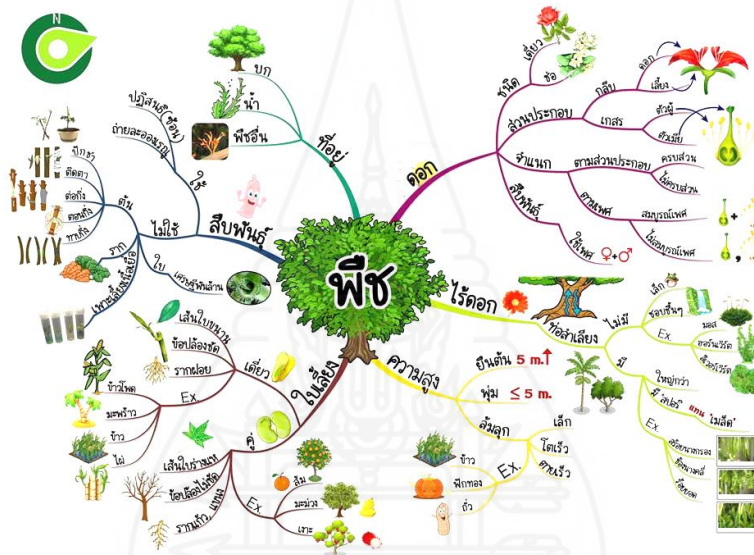 N
พืช
ดอก
ชนิด
เดี่ยว
ช่อ
ส่วนประกอบ
กลีบ
ดอก
เลี้ยง
เกสร
ตัวผู้
ตัวเมีย
จำแนก
ตามส่วนประกอบ
ครบส่วน
ไม่ครบส่วน
ตามเพศ
สมบูรณ์เพศ
ไม่สมบูรณ์เพศ
สืบพันธุ์
ใช้เพศ
♀+♂
ไร้ดอก
ท่อลำเลียง
ไม่มี
เล็ก
ชอบชื้นๆ
Ex.
มอส
มี
ใหญ่กว่า
มี "สปอร์" แทน "เมล็ด"
Ex.
ความสูง
ยืนต้น 5 m.↑
พุ่ม ≤ 5 m.
ล้มลุก
เล็ก
โตเร็ว
ตายเร็ว
Ex.
ข้าว
ฟักทอง
ถั่ว
ใบเลี้ยง
เดี่ยว
เส้นใบขนาน
ข้อปล้องชัด
รากฝอย
Ex.
ข้าวโพด
มะพร้าว
ข้าว
ไผ่
คู่
เส้นใบร่างแห
ข้อปล้องไม่ชัด
รากแก้ว แขนง
Ex.
ส้ม
มะม่วง
เงาะ
สืบพันธุ์
ใช้
ปฏิสนธิ(ซ้อน)
ถ่ายละอองเรณู
ไม่ใช้
ต้น
ปักชำ
ติดตา
ต่อกิ่ง
ตอนกิ่ง
ทาบกิ่ง
ราก
ใบ
เศรษฐีพันล้าน
เพาะเลี้ยงเนื้อเยื่อ
ที่อยู่
บก
น้ำ
พืชอื่น